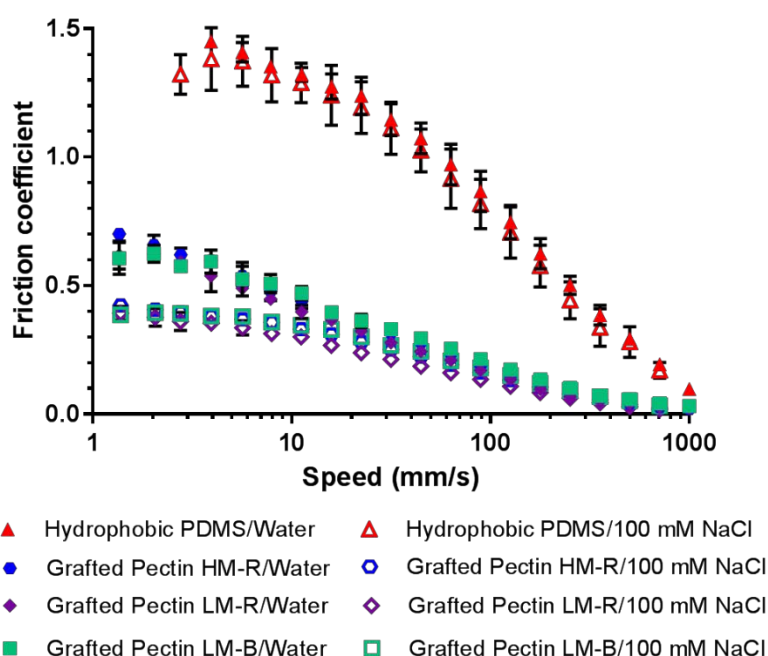 1.5
1.0
0.5
0.0
Friction coefficient
1 10 100 1000
Speed (mm/s)
Hydrophobic PDMS/Water Hydrophobic PDMS/100 mM NaCl
Grafted Pectin HM-R/Water Grafted Pectin HM-R/100 mM NaCl
Grafted Pectin LM-R/Water Grafted Pectin LM-R/100 mM NaCl
Grafted Pectin LM-B/Water Grafted Pectin LM-B/100 mM NaCl